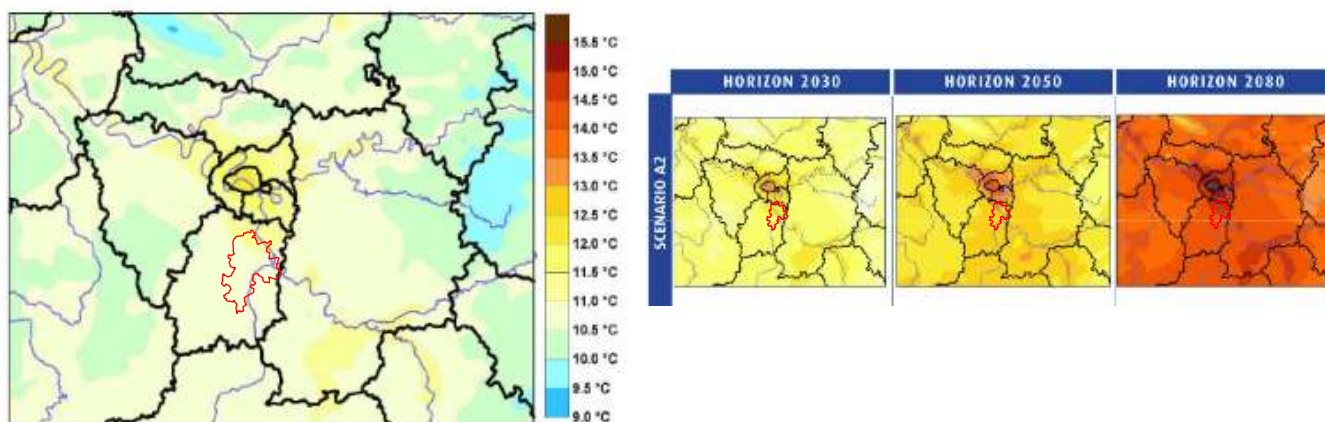 15.5 °C
15.0 °C
14.5 °C
14.0 °C
13.5 °C
13.0 °C
12.5 °C
12.0 °C
11.5 °C
11.0 °C
10.5 °C
10.0 °C
9.5 °C
9.0 °C
HORIZON 2030
HORIZON 2050
HORIZON 2080
SCENARIO A2